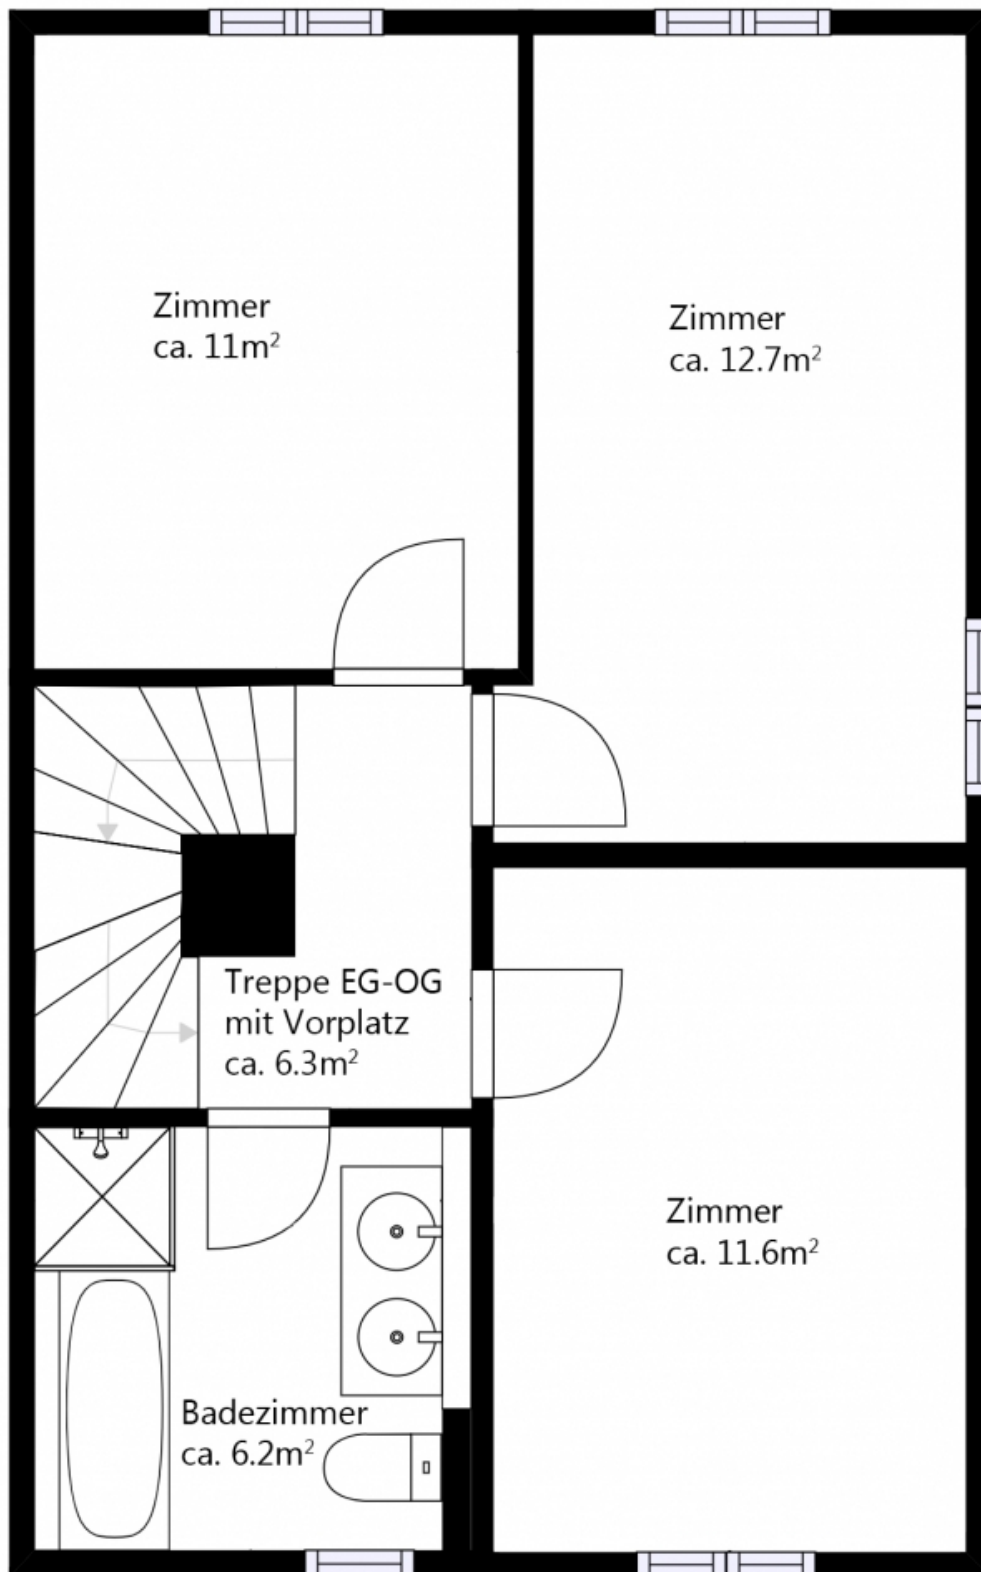 Zimmer
ca. 11m²
Zimmer
ca. 12.7m²
Treppe EG-OG
mit Vorplatz
ca. 6.3m²
Zimmer
ca. 11.6m²
Badezimmer
ca. 6.2m²